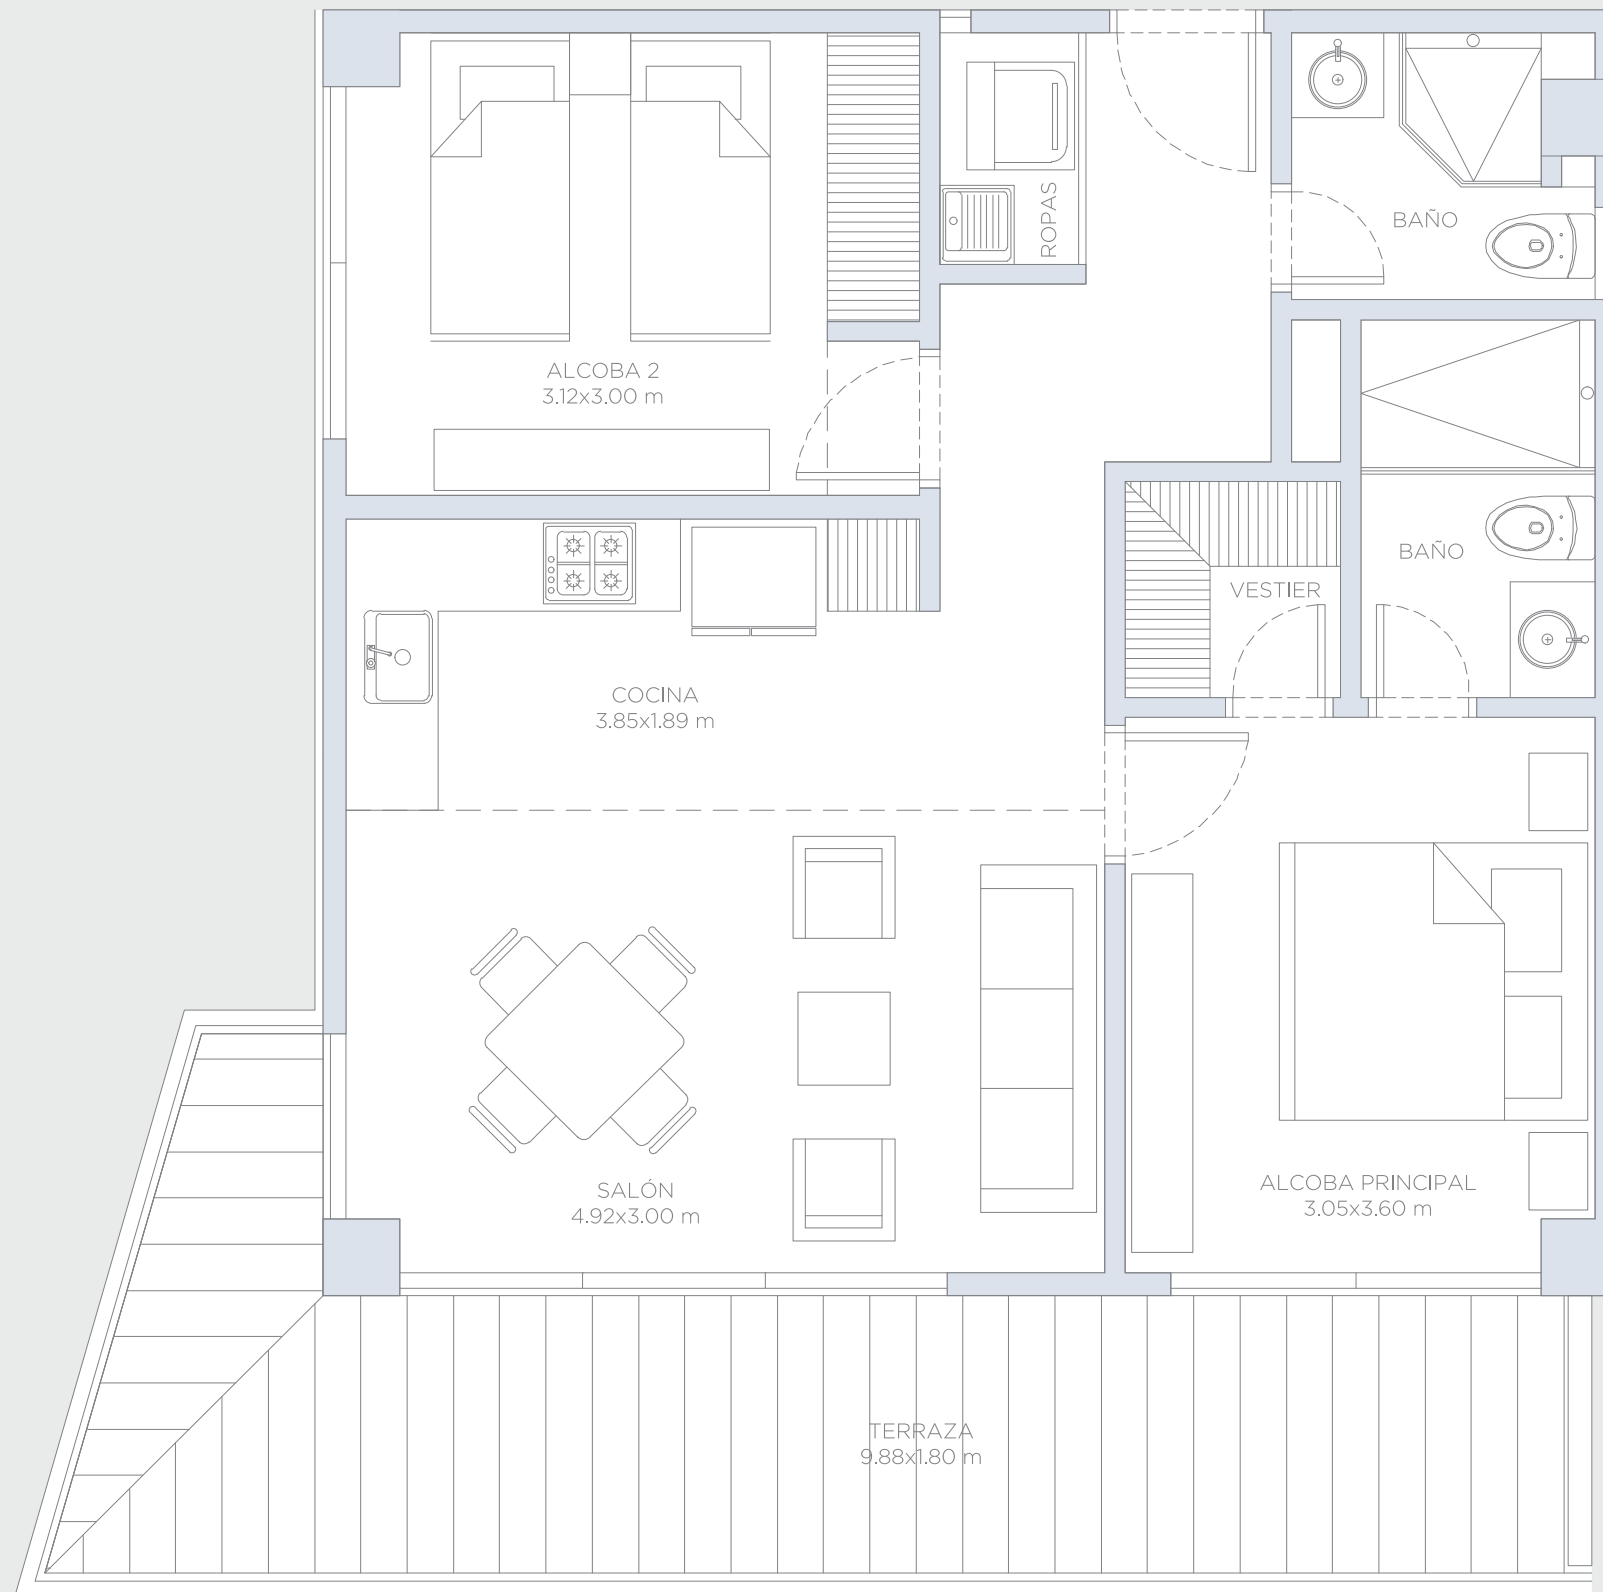 ROPAS
BAÑO
ALCOBA 2
3.12x3.00 m
BAÑO
VESTIER
COCINA
3.85x1.89 m
SALÓN
4.92x3.00 m
ALCOBA PRINCIPAL
3.05x3.60 m
TERRAZA
9.88x1.80 m